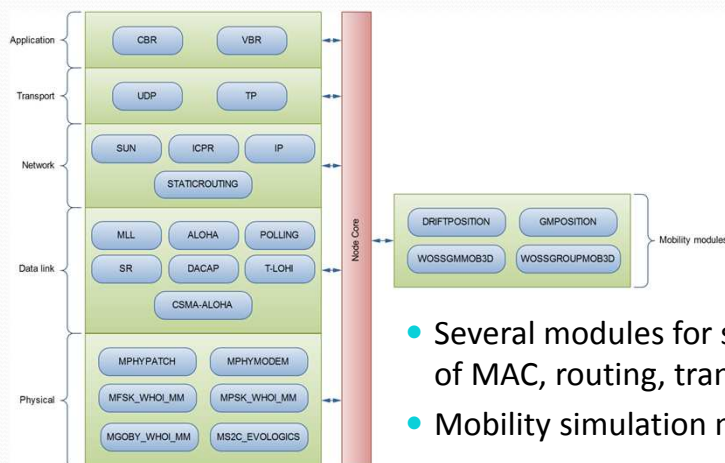 Application
CBR VBR
Transport
UDP TP
Network
SUN ICPR IP
STATICROUTING
Data link
MLL ALOHA POLLING
SR DACAP T-LOHI
CSMA-ALOHA
Physical
MPHYPATCH MPHYMODEM
MFSK_WHOI_MM MPSK_WHOI_MM
MGOBY_WHOI_MM MS2C_EVOLOGICS
Node Core
DRIFTPOSITION GMPOSITION
WOSSGMMOB3D WOSSGROUPMOB3D
Mobility modules
• Several modules for
of MAC, routing,
• Mobility simulation